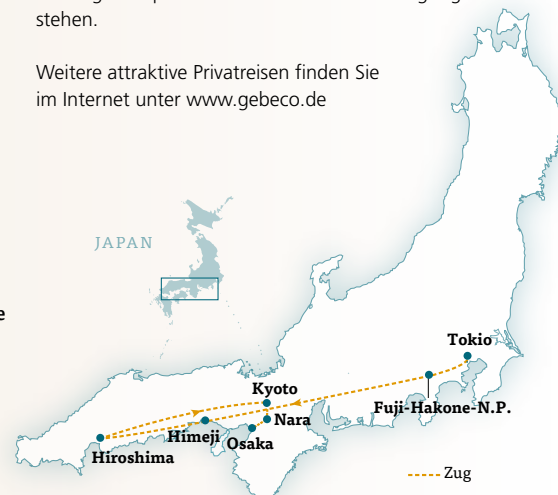 stehen.
Weitere attraktive Privatreisen finden Sie
im Internet unter www.gebeco.de
JAPAN
Tokio
Kyoto
Nara
Fuji-Hakone-N.P.
Himeji
Osaka
Hiroshima
Zug